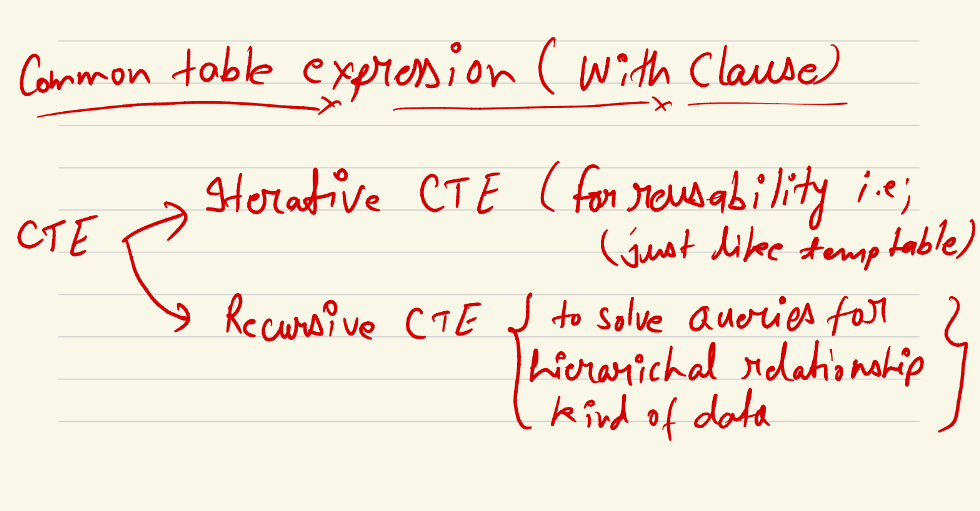 Common table expression ( With Clause)
CTE
Iterative CTE ( for reusability i.e;
(just like temp table)
Recursive CTE { to solve queries for
hierarichal relationship
kind of data }